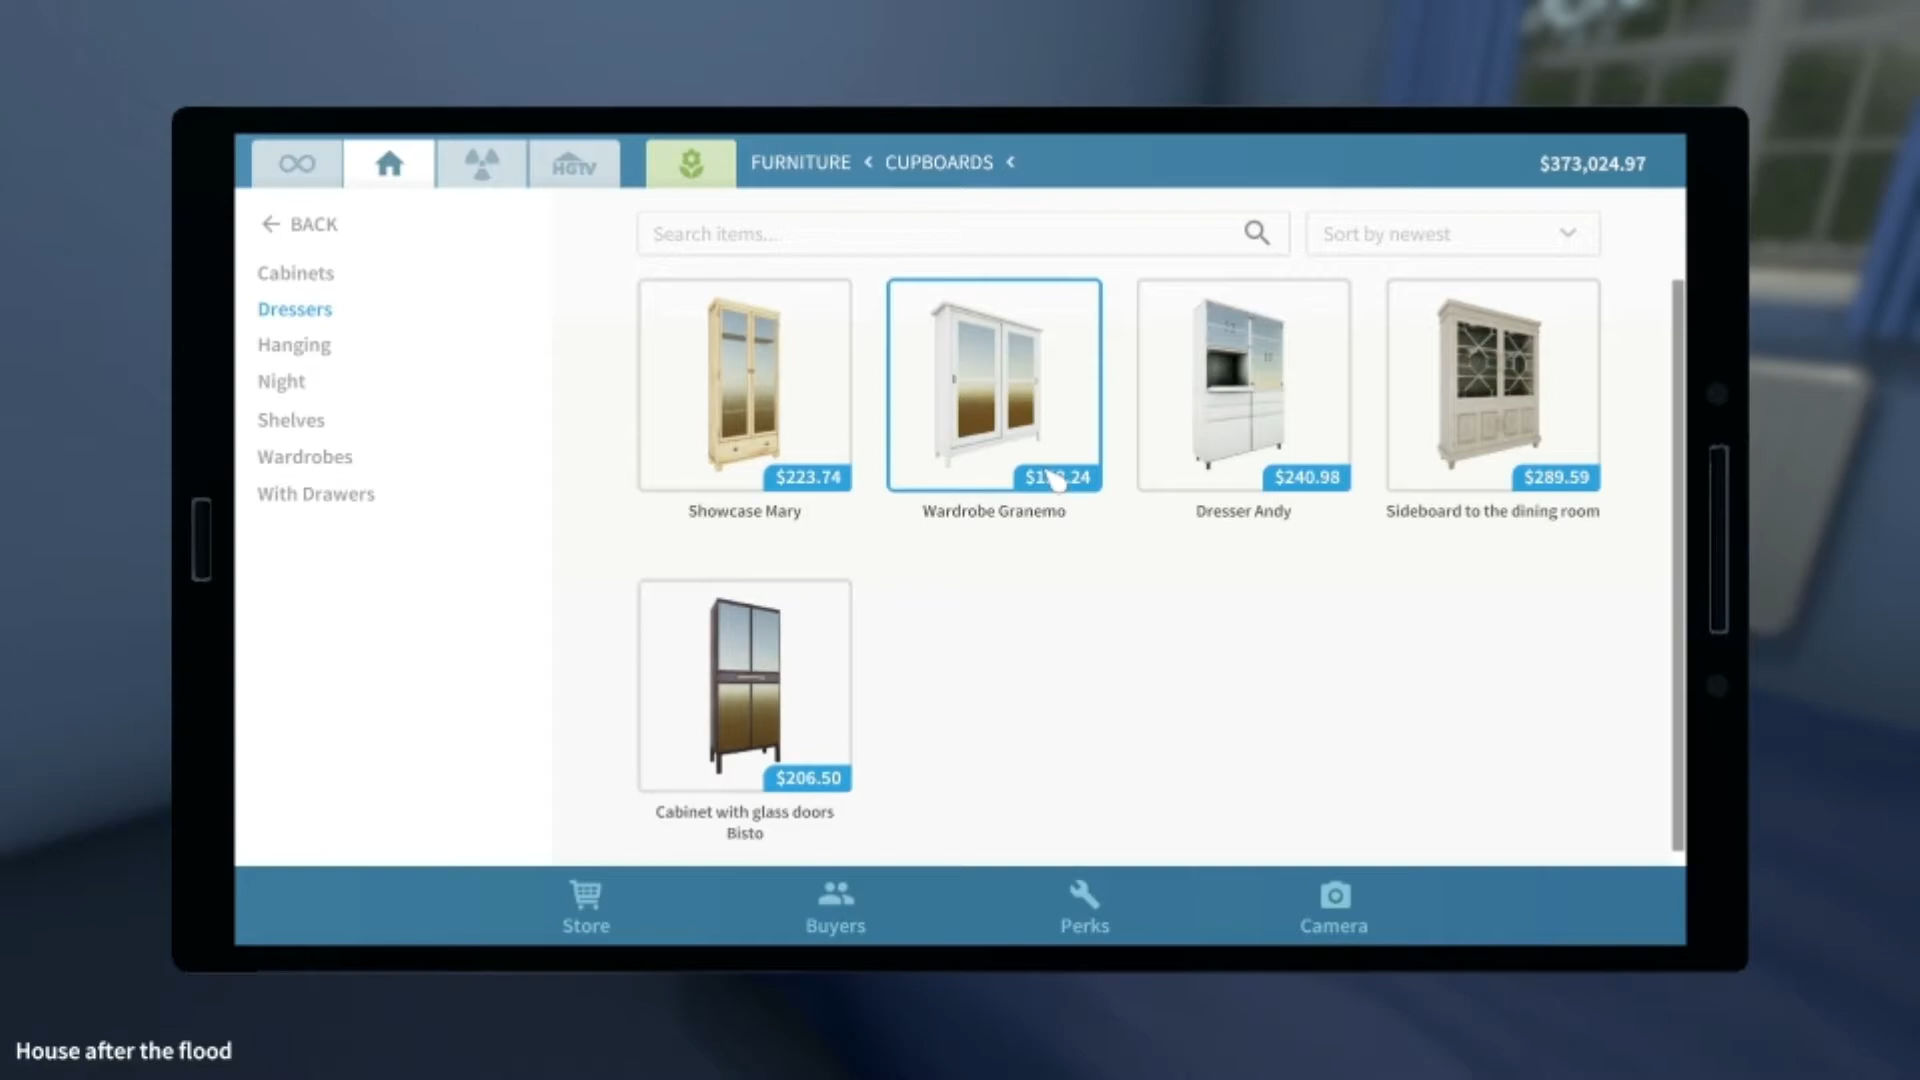 HGTV
FURNITURE < CUPBOARDS <
$373,024.97
BACK
Search items....
Sort by newest
Cabinets
Dressers
Hanging
Night
Shelves
Wardrobes
With Drawers
$223.74
$240.98
$289.59
Showcase Mary
Wardrobe Granemo
Dresser Andy
Sideboard to the dining room
$206.50
Cabinet with glass doors
Bisto
Store
Buyers
Perks
Camera
House after the flood